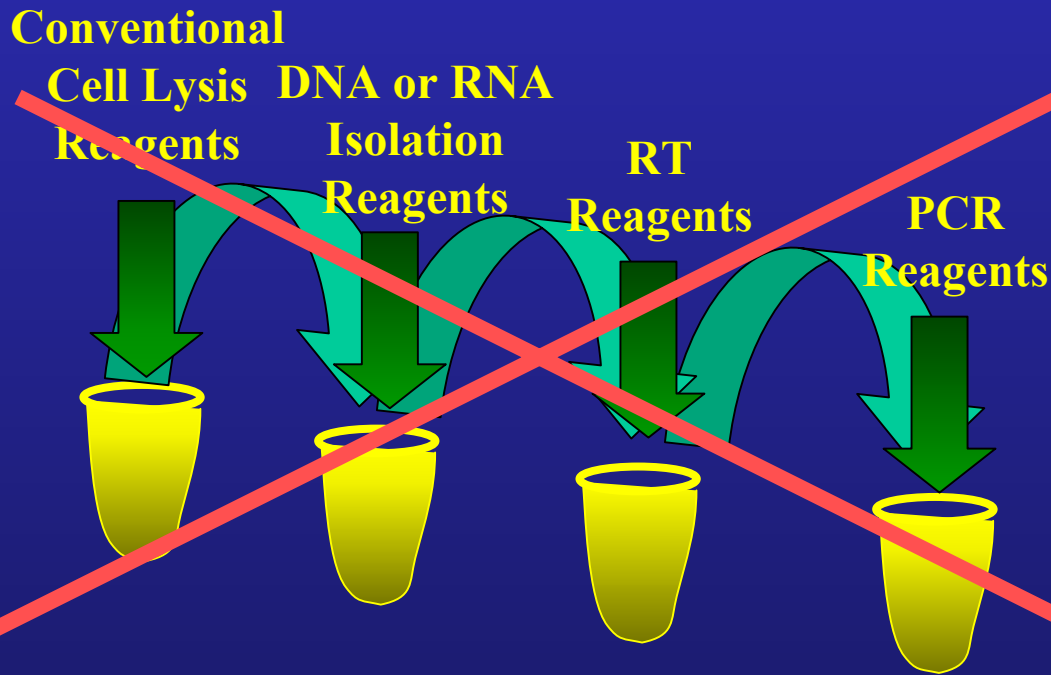 Conventional
Cell Lysis
Reagents
DNA or RNA
Isolation
Reagents
RT
Reagents
PCR
Reagents